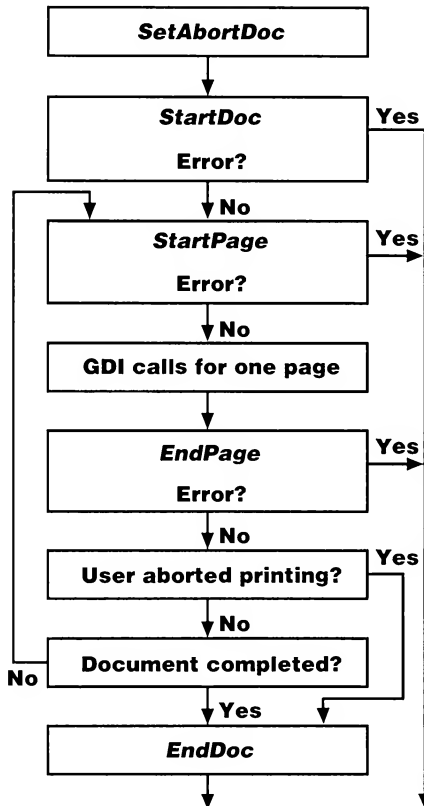 SetAbortDoc
StartDoc
Yes
Error?
No
StartPage
Yes
Error?
No
GDI calls for one page
EndPage
Yes
Error?
No
User aborted printing?
Yes
No
Document completed?
No
Yes
EndDoc